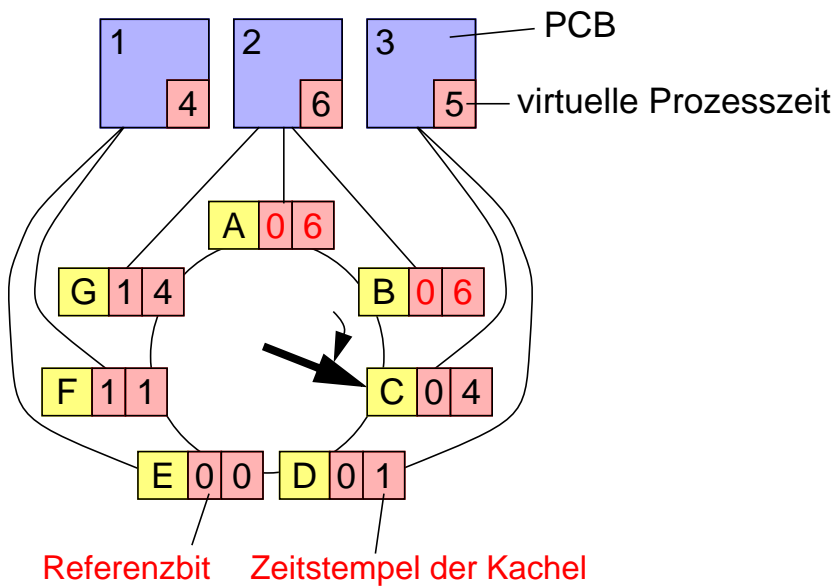 1 2 3 PCB
4 6 5 virtuelle Prozesszeit
A 0 6
G 1 4 B 0 6
F 1 1 C 0 4
E 0 0 D 0 1
Referenzbit Zeitstempel der Kachel